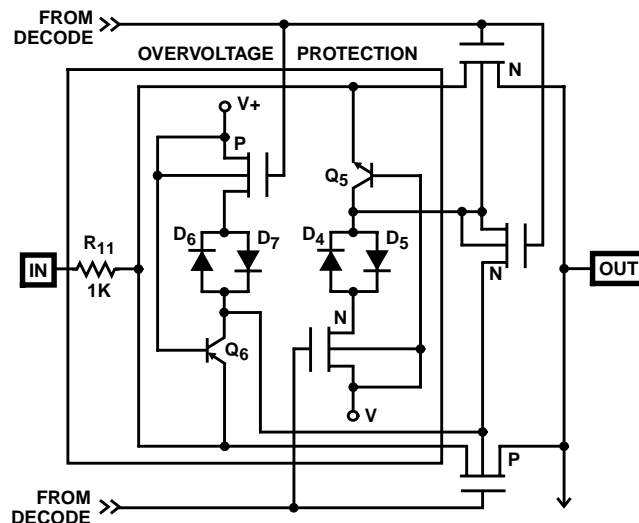 FROM
DECODE
OVERVOLTAGE PROTECTION
N
V+
P
Q5
D6
D7
D4
D5
R11
IN
1K
N
OUT
N
Q6
V
P
FROM
DECODE